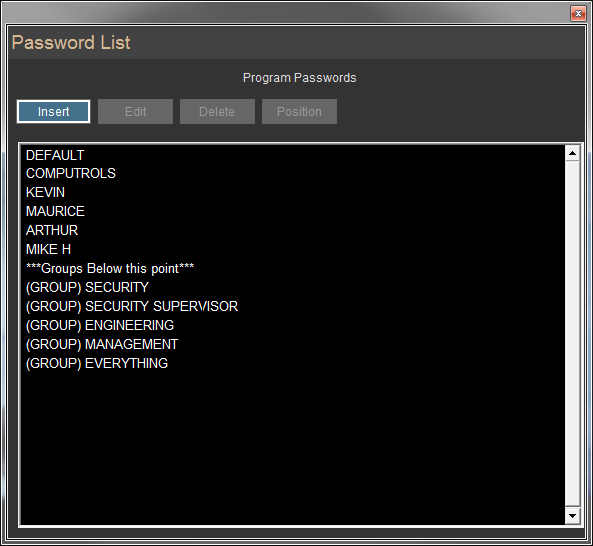 Password List
Program Passwords
Insert Edit Delete Position
DEFAULT
COMPUTROLS
KEVIN
MAURICE
ARTHUR
MIKE H
***Groups Below this point***
(GROUP) SECURITY
(GROUP) SECURITY SUPERVISOR
(GROUP) ENGINEERING
(GROUP) MANAGEMENT
(GROUP) EVERYTHING